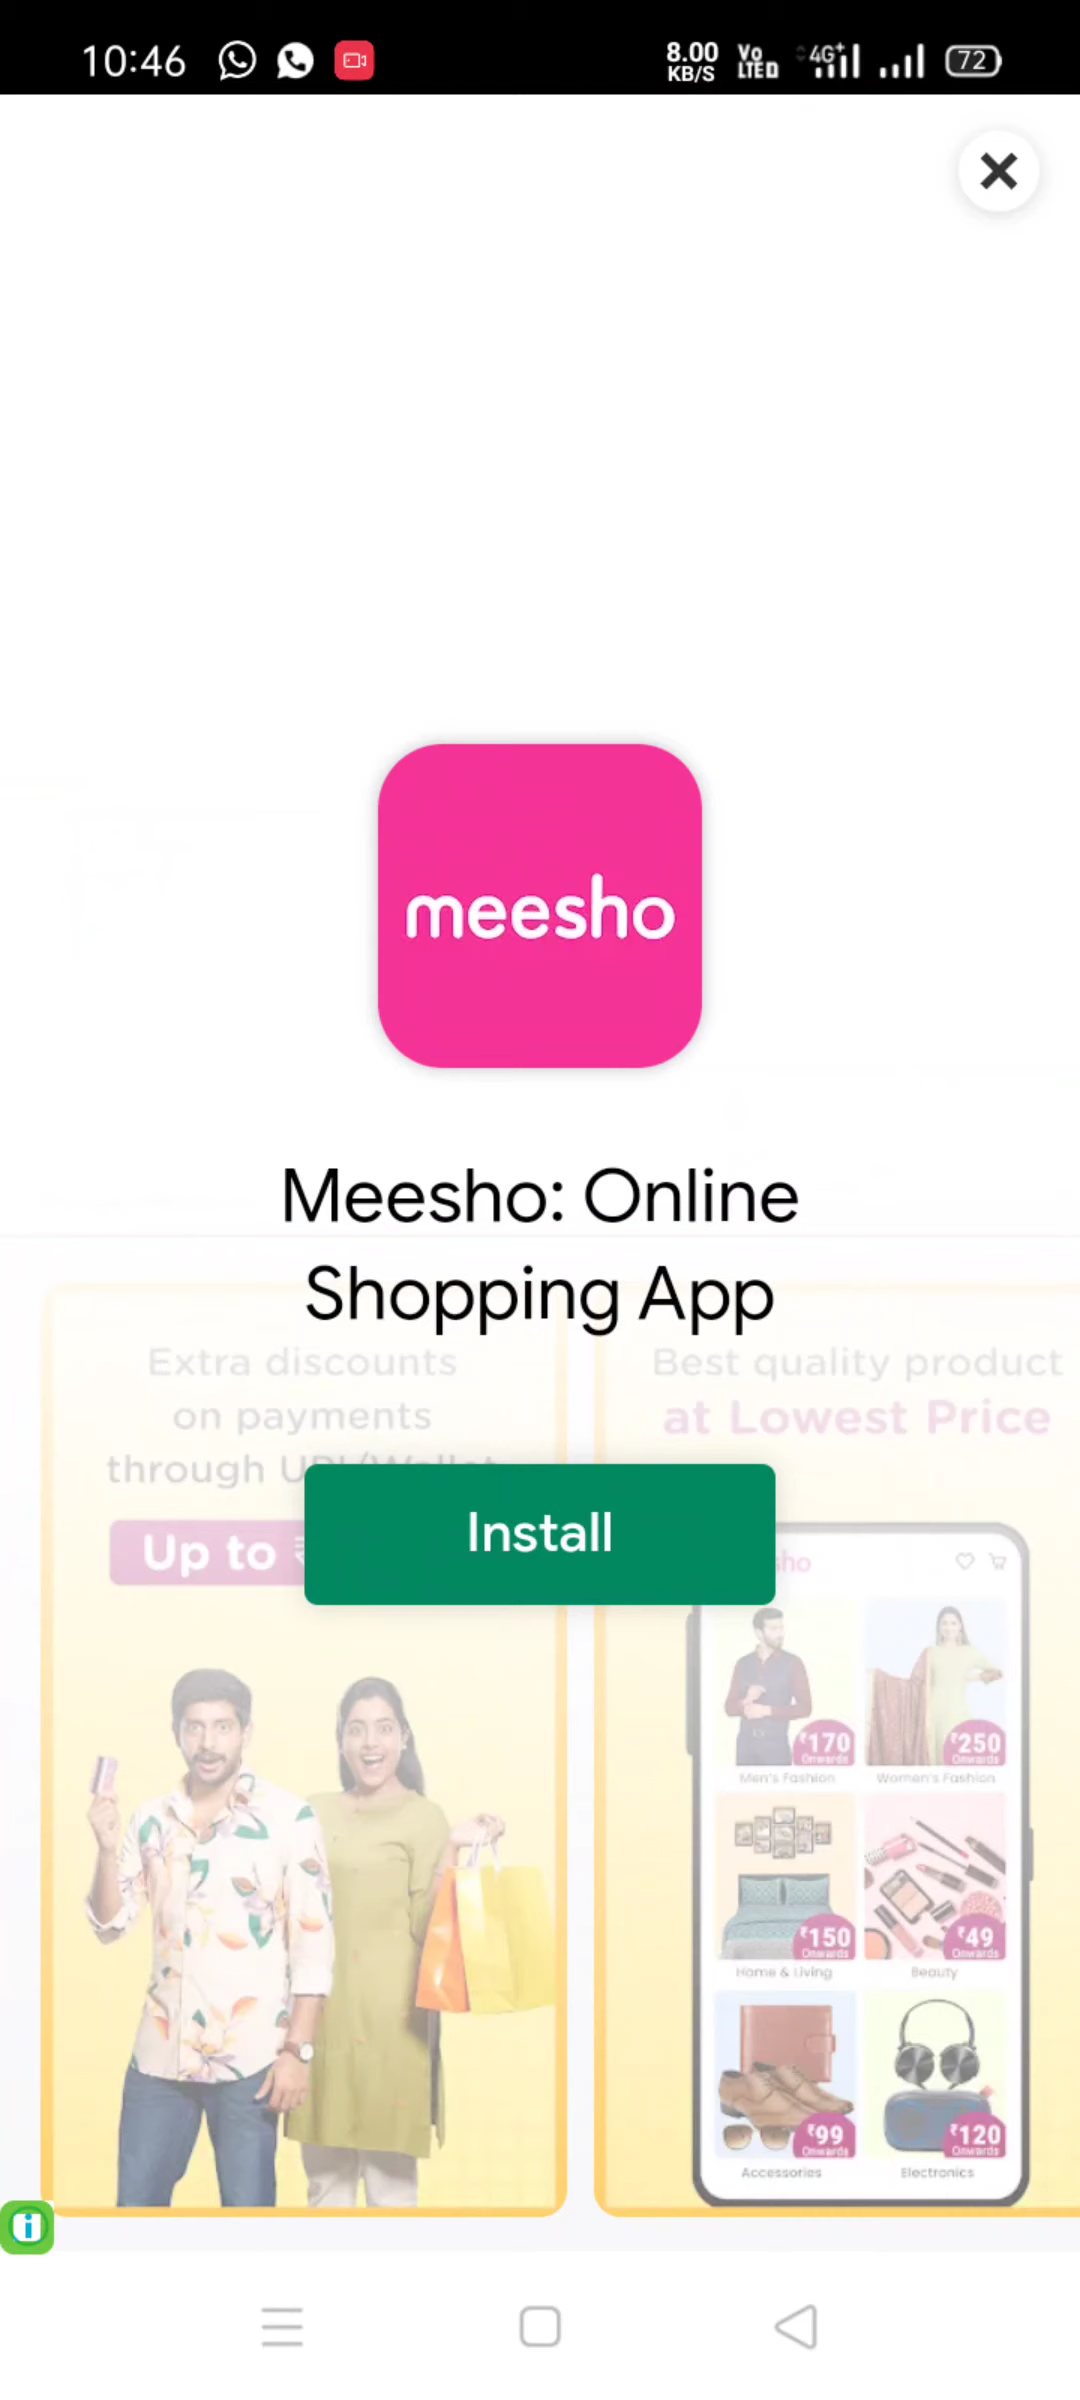 10:46
8.00
KB/S
Vo
LTED
4G+
72
meesho
Meesho: Online
Shopping App
Extra discounts
on payments
through
Up to
Best quality product
at Lowest Price
Install
₹170
Onwards
₹250
Onwards
Men's Fashion
Women's Fashion
₹150
Onwards
₹49
Onwards
Home & Living
Beauty
₹99
Onwards
₹120
Onwards
Accessories
Electronics